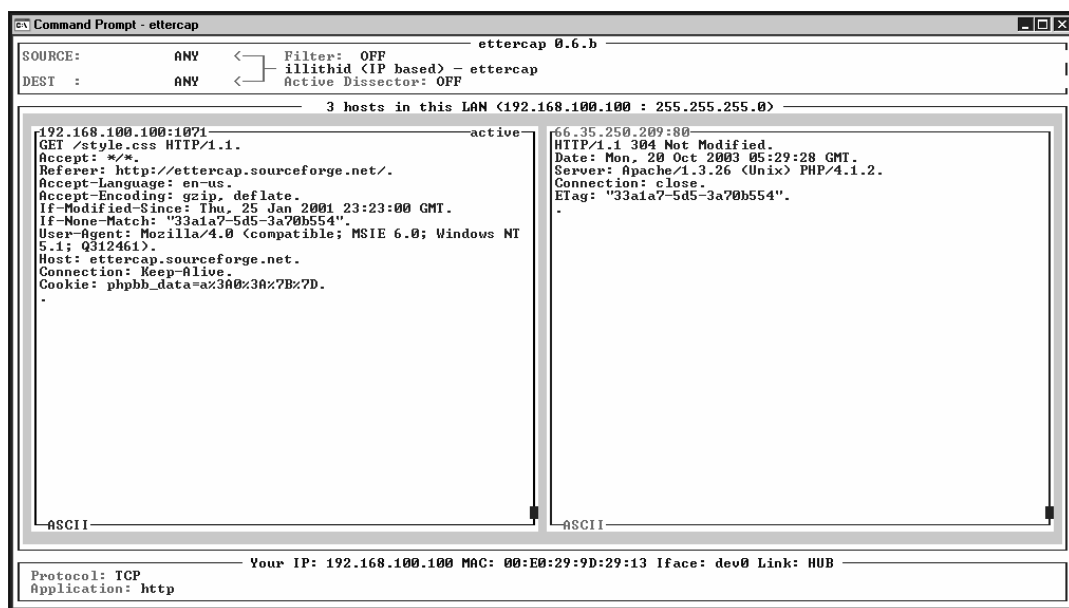 Command Prompt - ettercap
ettercap 0.6.b
SOURCE: ANY <
Filter: OFF
illithid (IP based) - ettercap
DEST : ANY <
Active Dissector: OFF
3 hosts in this LAN (192.168.100.100 : 255.255.255.0)
192.168.100.100:1071 active
GET /style.css HTTP/1.1.
Accept: */*.
Referer: http://ettercap.sourceforge.net/.
Accept-Language: en-us.
Accept-Encoding: gzip, deflate.
If-Modified-Since: Thu, 25 Jan 2001 23:23:00 GMT.
If-None-Match: "33a1a7-5d5-3a70b554".
User-Agent: Mozilla/4.0 (compatible; MSIE 6.0; Windows NT
5.1; Q312461).
Host: ettercap.sourceforge.net.
Connection: Keep-Alive.
Cookie: phpbb_data=a%3A0%3A%7B%7D.
.
ASCII
66.35.250.209:80
HTTP/1.1 304 Not Modified.
Date: Mon, 20 Oct 2003 05:29:28 GMT.
Server: Apache/1.3.26 (Unix) PHP/4.1.2.
Connection: close.
ETag: "33a1a7-5d5-3a70b554".
.
ASCII
Your IP: 192.168.100.100 MAC: 00:E0:29:9D:29:13 Iface: dev0 Link: HUB
Protocol: TCP
Application: http